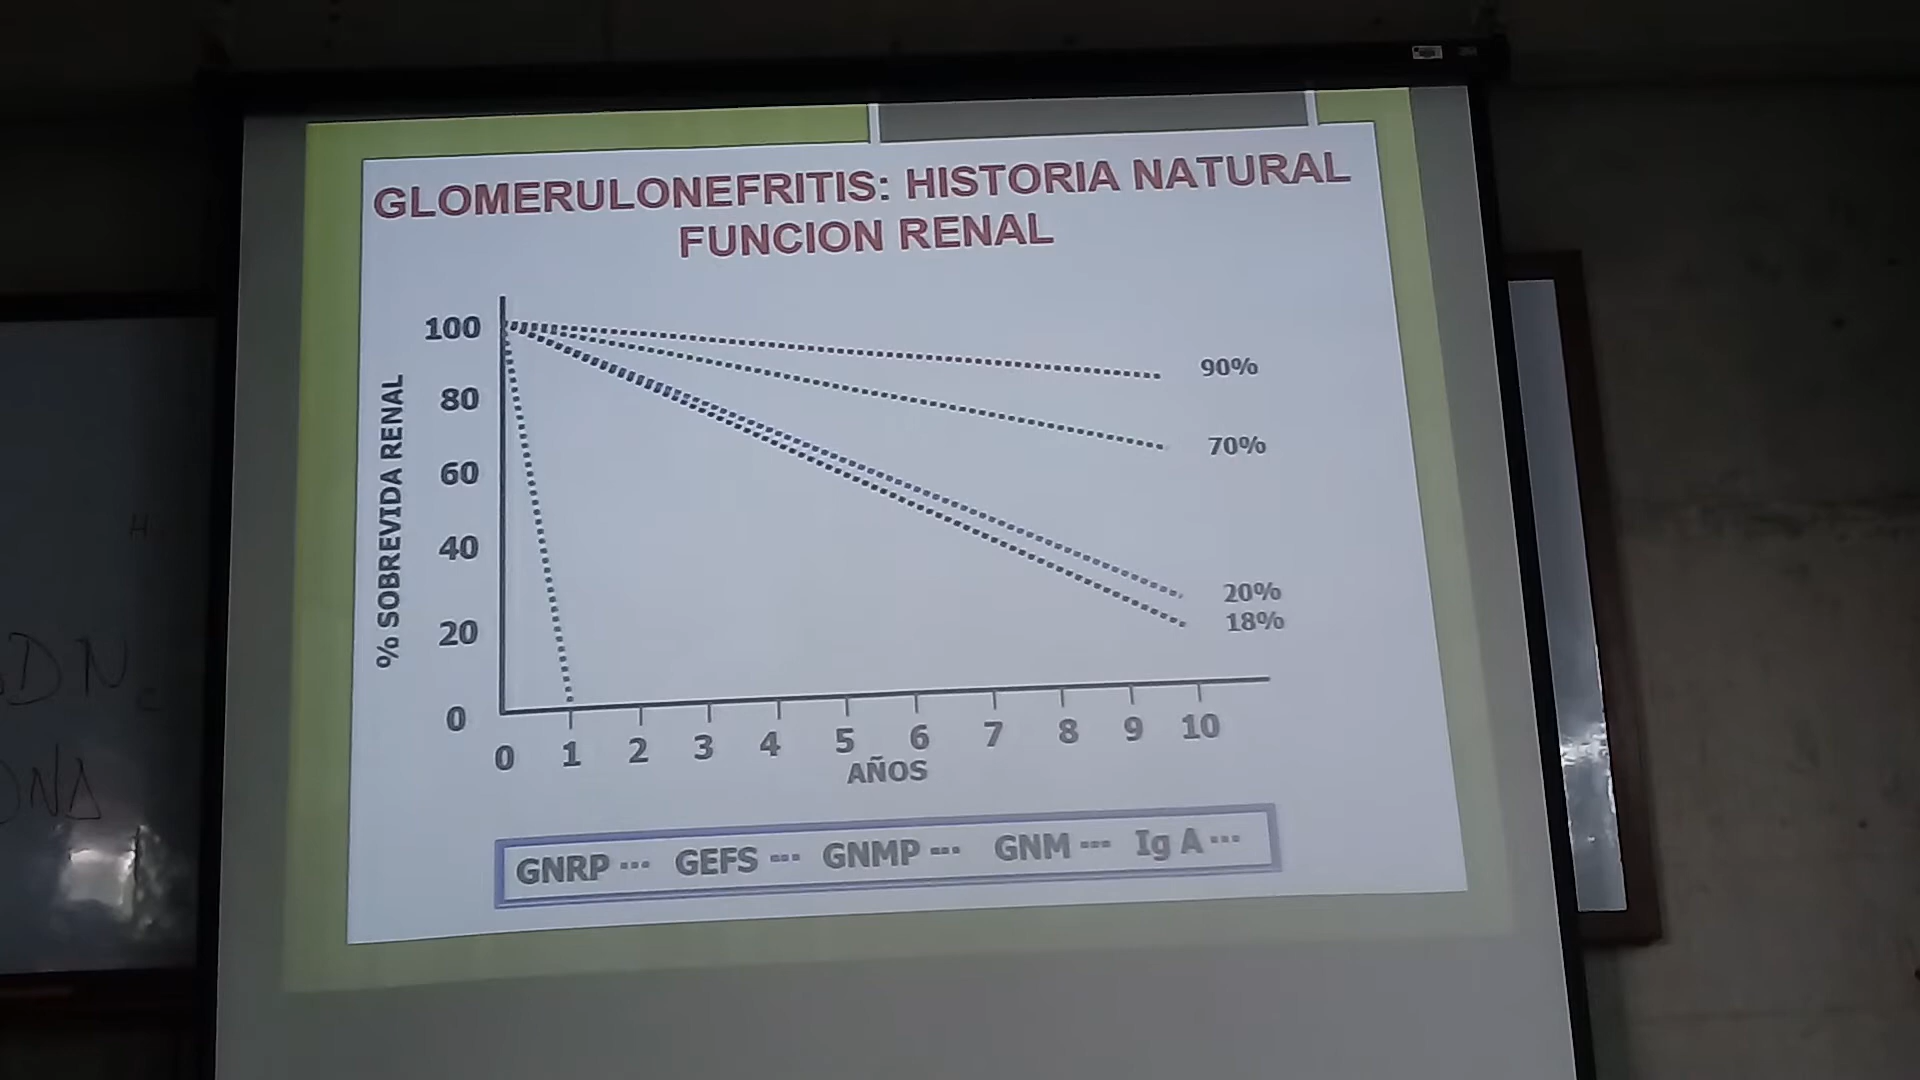 GLOMERULONEFRITIS: HISTORIA NATURAL
FUNCION RENAL
% SOBREVIDA RENAL
100
80
60
40
20
0
90%
70%
20%
18%
0 1 2 3 4 5 6 7 8 9 10
AÑOS
GNRP --- GEFS --- GNMP --- GNM --- Ig A ---
H
DN